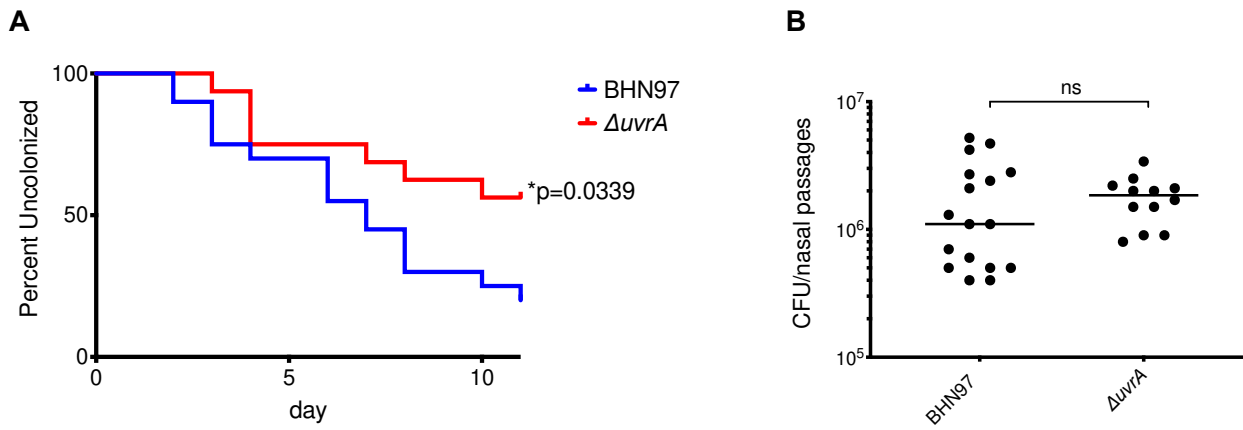 A
Percent Uncolonized
100
50
0
0
5
10
day
BHN97
ΔuvrA
*p=0.0339
B
CFU/nasal passages
10⁷
10⁶
10⁵
ns
BHN97
ΔuvrA